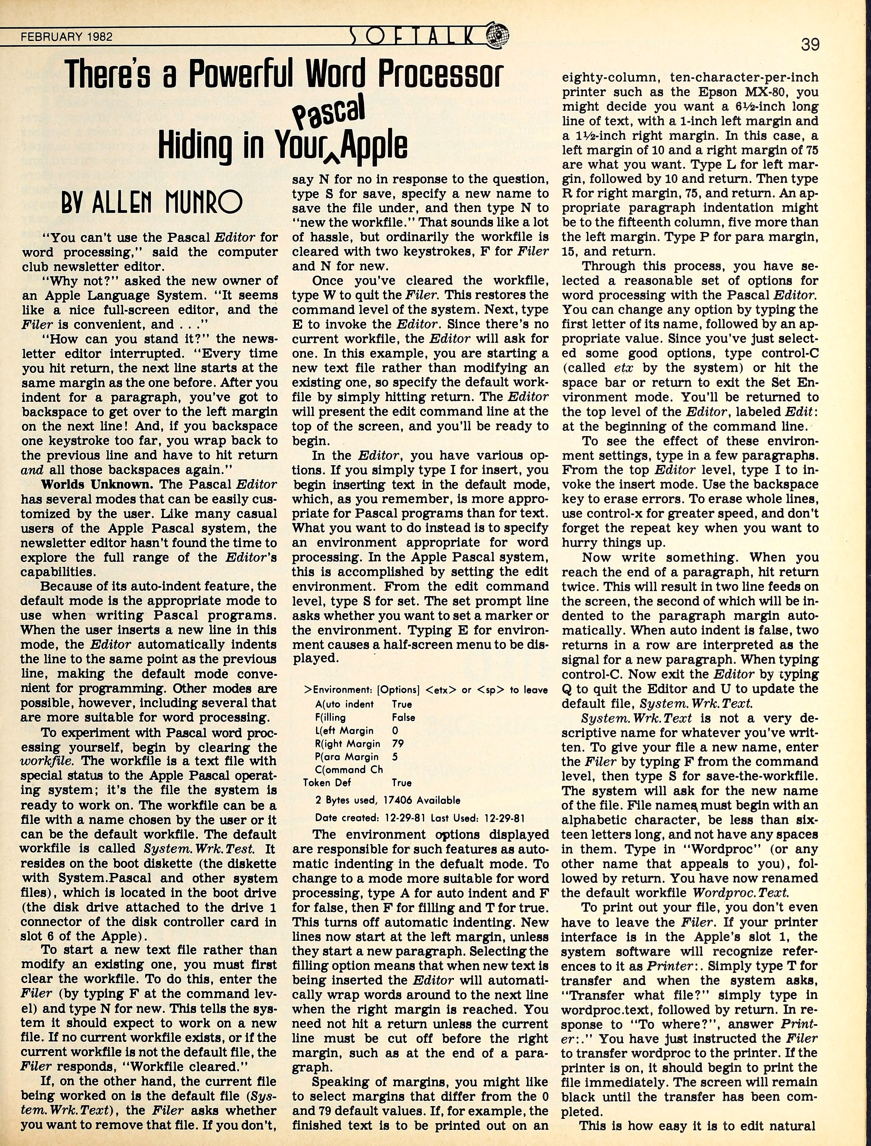 FEBRUARY 1982
SOFTALK
39
There's a Powerful Word Processor
Pascal
Hiding in Your Apple
BY ALLEN MUNRO
"You can't use the Pascal Editor for
word processing," said the computer
club newsletter editor.
"Why not?" asked the new owner of
an Apple Language System. "It seems
like a nice full-screen editor, and the
Filer is convenient, and . . ."
"How can you stand it?" the news-
letter editor interrupted. "Every time
you hit return, the next line starts at the
same margin as the one before. After you
indent for a paragraph, you've got to
backspace to get over to the left margin
on the next line! And, if you backspace
one keystroke too far, you wrap back to
the previous line and have to hit return
and all those backspaces again."
Worlds Unknown. The Pascal Editor
has several modes that can be easily cus-
tomized by the user. Like many casual
users of the Apple Pascal system, the
newsletter editor hasn't found the time to
explore the full range of the Editor's
capabilities.
Because of its auto-indent feature, the
default mode is the appropriate mode to
use when writing Pascal programs.
When the user inserts a new line in this
mode, the Editor automatically indents
the line to the same point as the previous
line, making the default mode conve-
nient for programming. Other modes are
possible, however, including several that
are more suitable for word processing.
To experiment with Pascal word proc-
essing yourself, begin by clearing the
workfile. The workfile is a text file with
special status to the Apple Pascal operat-
ing system; it's the file the system is
ready to work on. The workfile can be a
file with a name chosen by the user or it
can be the default workfile. The default
workfile is called System.Wrk.Test. It
resides on the boot diskette (the diskette
with System.Pascal and other system
files), which is located in the boot drive
(the disk drive attached to the drive 1
connector of the disk controller card in
slot 6 of the Apple).
To start a new text file rather than
modify an existing one, you must first
clear the workfile. To do this, enter the
Filer (by typing F at the command lev-
el) and type N for new. This tells the sys-
tem it should expect to work on a new
file. If no current workfile exists, or if the
current workfile is not the default file, the
Filer responds, "Workfile cleared."
If, on the other hand, the current file
being worked on is the default file (Sys-
tem.Wrk.Text), the Filer asks whether
you want to remove that file. If you don't,
say N for no in response to the question,
type S for save, specify a new name to
save the file under, and then type N to
"new the workfile." That sounds like a lot
of hassle, but ordinarily the workfile is
cleared with two keystrokes, F for Filer
and N for new.
Once you've cleared the workfile,
type W to quit the Filer. This restores the
command level of the system. Next, type
E to invoke the Editor. Since there's no
current workfile, the Editor will ask for
one. In this example, you are starting a
new text file rather than modifying an
existing one, so specify the default work-
file by simply hitting return. The Editor
will present the edit command line at the
top of the screen, and you'll be ready to
begin.
In the Editor, you have various op-
tions. If you simply type I for insert, you
begin inserting text in the default mode,
which, as you remember, is more appro-
priate for Pascal programs than for text.
What you want to do instead is to specify
an environment appropriate for word
processing. In the Apple Pascal system,
this is accomplished by setting the edit
environment. From the edit command
level, type S for set. The set prompt line
asks whether you want to set a marker or
the environment. Typing E for environ-
ment causes a half-screen menu to be dis-
played.
>Environment: [Options] <etx> or <sp> to leave
A(uto indent True
F(illing False
L(eft Margin 0
R(ight Margin 79
P(ara Margin 5
C(ommand Ch
Token Def True
2 Bytes used, 17406 Available
Date created: 12-29-81 Last Used: 12-29-81
The environment options displayed
are responsible for such features as auto-
matic indenting in the defualt mode. To
change to a mode more suitable for word
processing, type A for auto indent and F
for false, then F for filling and T for true.
This turns off automatic indenting. New
lines now start at the left margin, unless
they start a new paragraph. Selecting the
filling option means that when new text is
being inserted the Editor will automati-
cally wrap words around to the next line
when the right margin is reached. You
need not hit a return unless the current
line must be cut off before the right
margin, such as at the end of a para-
graph.
Speaking of margins, you might like
to select margins that differ from the 0
and 79 default values. If, for example, the
finished text is to be printed out on an
eighty-column, ten-character-per-inch
printer such as the Epson MX-80, you
might decide you want a 6½-inch long
line of text, with a 1-inch left margin and
a 1½-inch right margin. In this case, a
left margin of 10 and a right margin of 75
are what you want. Type L for left mar-
gin, followed by 10 and return. Then type
R for right margin, 75, and return. An ap-
propriate paragraph indentation might
be to the fifteenth column, five more than
the left margin. Type P for para margin,
15, and return.
Through this process, you have se-
lected a reasonable set of options for
word processing with the Pascal Editor.
You can change any option by typing the
first letter of its name, followed by an ap-
propriate value. Since you've just select-
ed some good options, type control-C
(called etx by the system) or hit the
space bar or return to exit the Set En-
vironment mode. You'll be returned to
the top level of the Editor, labeled Edit:
at the beginning of the command line.
To see the effect of these environ-
ment settings, type in a few paragraphs.
From the top Editor level, type I to in-
voke the insert mode. Use the backspace
key to erase errors. To erase whole lines,
use control-x for greater speed, and don't
forget the repeat key when you want to
hurry things up.
Now write something. When you
reach the end of a paragraph, hit return
twice. This will result in two line feeds on
the screen, the second of which will be in-
dented to the paragraph margin auto-
matically. When auto indent is false, two
returns in a row are interpreted as the
signal for a new paragraph. When typing
control-C. Now exit the Editor by typing
Q to quit the Editor and U to update the
default file, System.Wrk.Text.
System.Wrk.Text is not a very de-
scriptive name for whatever you've writ-
ten. To give your file a new name, enter
the Filer by typing F from the command
level, then type S for save-the-workfile.
The system will ask for the new name
of the file. File names must begin with an
alphabetic character, be less than six-
teen letters long, and not have any spaces
in them. Type in "Wordproc" (or any
other name that appeals to you), fol-
lowed by return. You have now renamed
the default workfile Wordproc.Text.
To print out your file, you don't even
have to leave the Filer. If your printer
interface is in the Apple's slot 1, the
system software will recognize refer-
ences to it as Printer:. Simply type T for
transfer and when the system asks,
"Transfer what file?" simply type in
wordproc.text, followed by return. In re-
sponse to "To where?", answer Print-
er:." You have just instructed the Filer
to transfer wordproc to the printer. If the
printer is on, it should begin to print the
file immediately. The screen will remain
black until the transfer has been com-
pleted.
This is how easy it is to edit natural